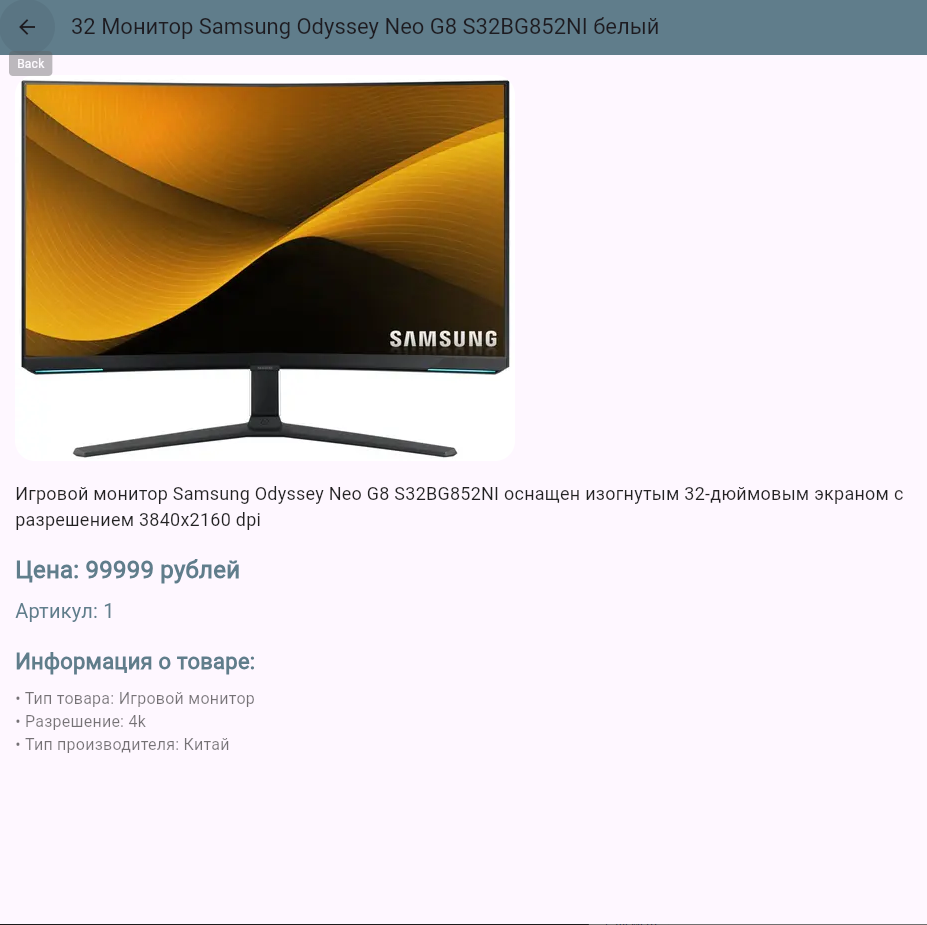 32 Монитор Samsung Odyssey Neo G8 S32BG852NI белый
Back
SAMSUNG
Игровой монитор Samsung Odyssey Neo G8 S32BG852NI оснащен изогнутым 32-дюймовым экраном с
разрешением 3840x2160 dpi
Цена: 99999 рублей
Артикул: 1
Информация о товаре:
• Тип товара: Игровой монитор
• Разрешение: 4k
• Тип производителя: Китай